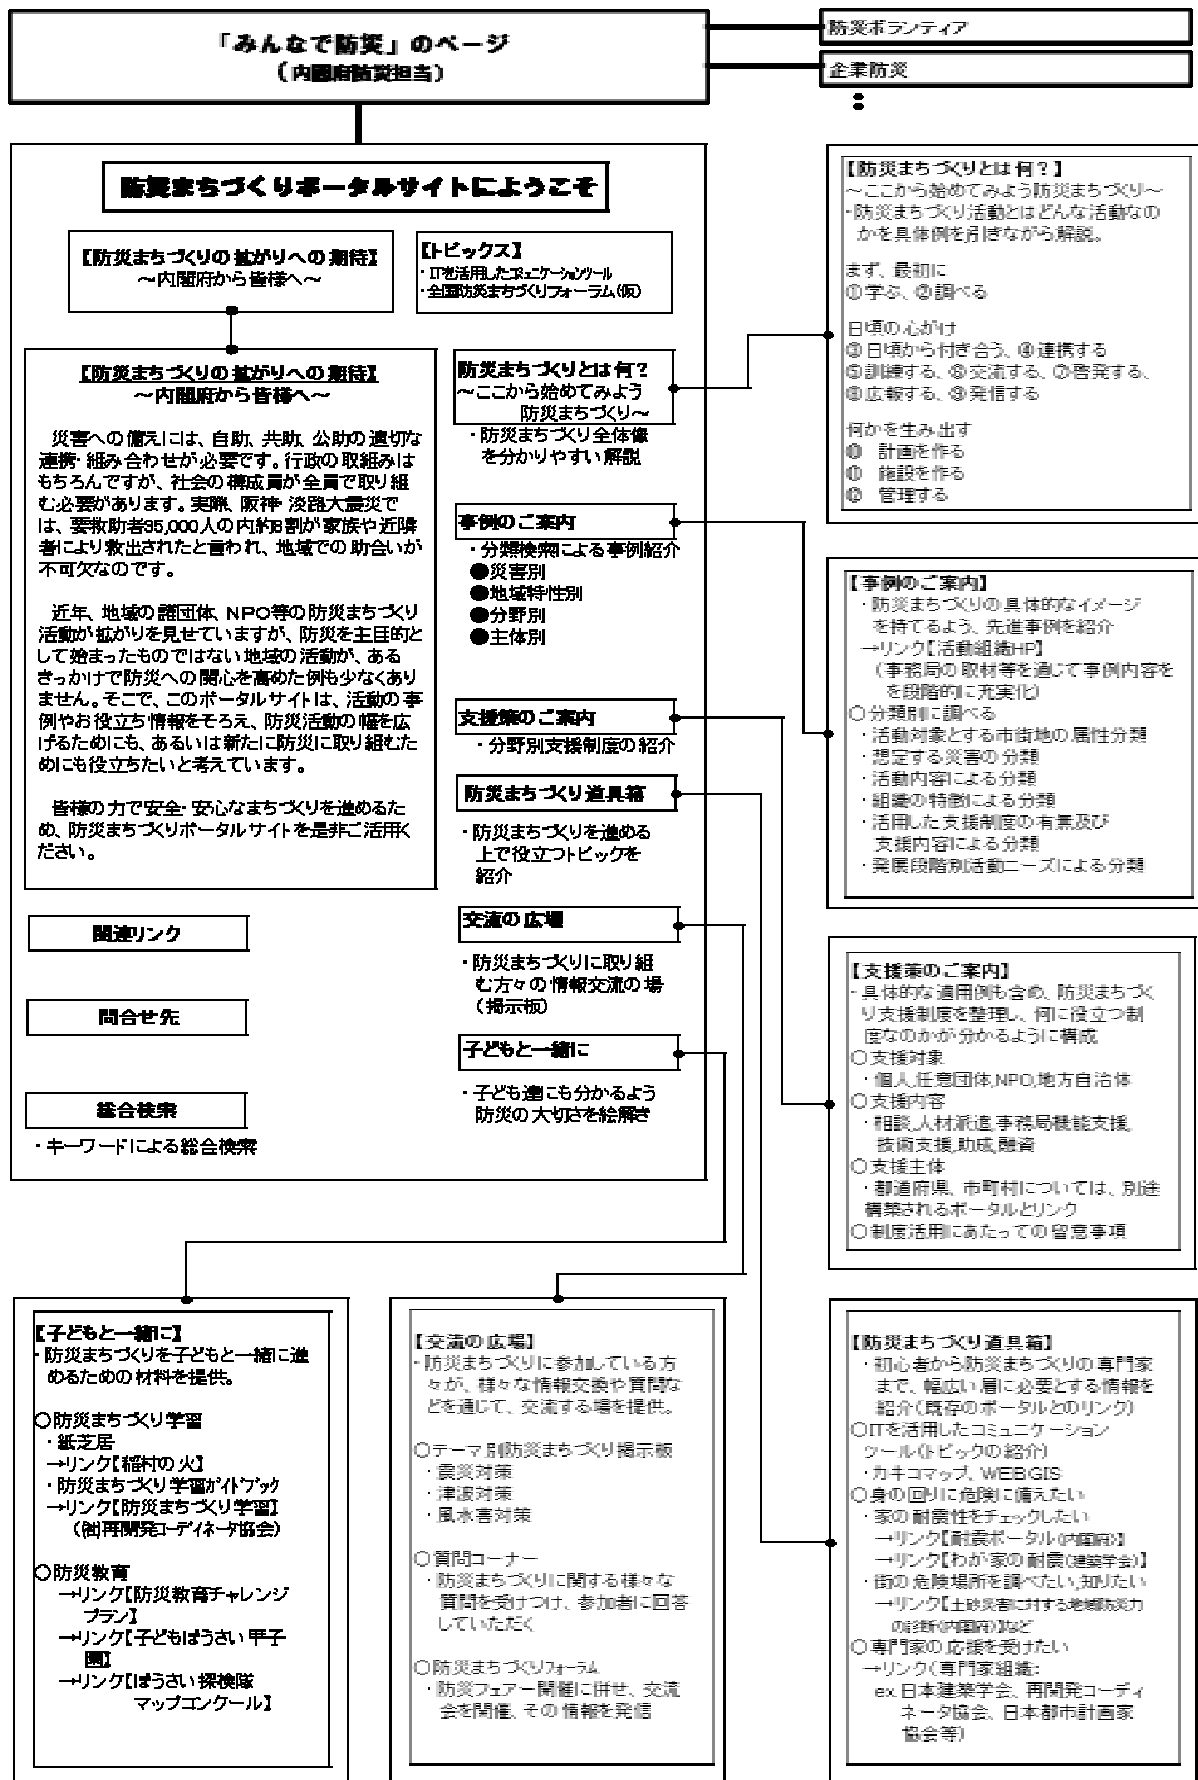 「みんなで防災」のページ
(内閣府防災担当)
防災ボランティア
企業防災
防災まちづくりポータルサイトにようこそ
【防災まちづくりの拡がりへの期待】
～内閣府から皆様へ～
【トピックス】
・ITを活用したコミュニケーションツール
・全国防災まちづくりフォーラム(仮)
【防災まちづくりの拡がりへの期待】
～内閣府から皆様へ～
災害への備えには、自助、共助、公助の適切な
連携・組み合わせが必要です。行政の取組みは
もちろんですが、社会の構成員が全員で取り組
む必要があります。実際、阪神・淡路大震災で
は、要救助者35,000人の内約8割が家族や近隣
者により救出されたと言われ、地域での助合いが
不可欠なのです。
近年、地域の諸団体、NPO等の防災まちづくり
活動が拡がりを見せていますが、防災を主目的と
して始まったものではない地域の活動が、ある
きっかけで防災への関心を高めた例も少なくあり
ません。そこで、このポータルサイトは、活動の事
例やお役立ち情報をそろえ、防災活動の幅を広
げるためにも、あるいは新たに防災に取り組むた
めにも役立ちたいと考えています。
皆様の力で安全・安心なまちづくりを進めるた
め、防災まちづくりポータルサイトを是非ご活用く
ださい。
関連リンク
問合せ先
総合検索
・キーワードによる総合検索
防災まちづくりとは何？
～ここから始めてみよう
防災まちづくり～
・防災まちづくり全体像
を分かりやすい解説
事例のご案内
・分類検索による事例紹介
●災害別
●地域特性別
●分野別
●主体別
支援策のご案内
・分野別支援制度の紹介
防災まちづくり道具箱
・防災まちづくりを進める
上で役立つトピックを
紹介
交流の広場
・防災まちづくりに取り組
む方々の情報交流の場
(掲示板)
子どもと一緒に
・子ども達にも分かるよう
防災の大切さを絵解き
【防災まちづくりとは何？】
～ここから始めてみよう防災まちづくり～
・防災まちづくり活動とはどんな活動なの
かを具体例を引きながら解説。
まず、最初に
①学ぶ、②調べる
日頃の心がけ
③日頃から付き合う、④連携する
⑤訓練する、⑥交流する、⑦啓発する、
⑧広報する、⑨発信する
何かを生み出す
⑩ 計画を作る
⑪ 施設を作る
⑫ 管理する
【事例のご案内】
・防災まちづくりの具体的なイメージ
を持てるよう、先進事例を紹介
→リンク【活動組織HP】
(事務局の取材等を通じて事例内容を
を段階的に充実化)
○分類別に調べる
・活動対象とする市街地の属性分類
・想定する災害の分類
・活動内容による分類
・組織の特徴による分類
・活用した支援制度の有無及び
支援内容による分類
・発展段階別活動ニーズによる分類
【支援策のご案内】
・具体的な適用例も含め、防災まちづく
り支援制度を整理し、何に役立つ制
度なのかが分かるように構成
○支援対象
・個人,任意団体,NPO,地方自治体
○支援内容
・相談,人材派遣,事務局機能支援,
技術支援,助成,融資
○支援主体
・都道府県、市町村については、別途
構築されるポータルとリンク
○制度活用にあたっての留意事項
【子どもと一緒に】
・防災まちづくりを子どもと一緒に進
めるための材料を提供。
○防災まちづくり学習
・紙芝居
→リンク【稲村の火】
・防災まちづくり学習ガイドブック
→リンク【防災まちづくり学習】
((社)再開発コーディネータ協会)
○防災教育
→リンク【防災教育チャレンジ
プラン】
→リンク【子どもぼうさい甲子
園】
→リンク【ぼうさい探検隊
マップコンクール】
【交流の広場】
・防災まちづくりに参加している方
々が、様々な情報交換や質問な
どを通じて、交流する場を提供。
○テーマ別防災まちづくり掲示板
・震災対策
・津波対策
・風水害対策
○質問コーナー
・防災まちづくりに関する様々な
質問を受けつけ、参加者に回答
していただく
○防災まちづくりフォーラム
・防災フェアー開催に併せ、交流
会を開催、その情報を発信
【防災まちづくり道具箱】
・初心者から防災まちづくりの専門家
まで、幅広い層に必要とする情報を
紹介(既存のポータルとのリンク)
○ITを活用したコミュニケーション
ツール(トピックの紹介)
・カキコマップ、WEBGIS
○身の回りに危険に備えたい
・家の耐震性をチェックしたい
→リンク【耐震ポータル(内閣府)】
→リンク【わが家の耐震(建築学会)】
・街の危険場所を調べたい,知りたい
→リンク【土砂災害に対する地域防災力
の診断(内閣府)】など
○専門家の応援を受けたい
→リンク(専門家組織:
ex.日本建築学会、再開発コーディ
ネータ協会、日本都市計画家
協会等)